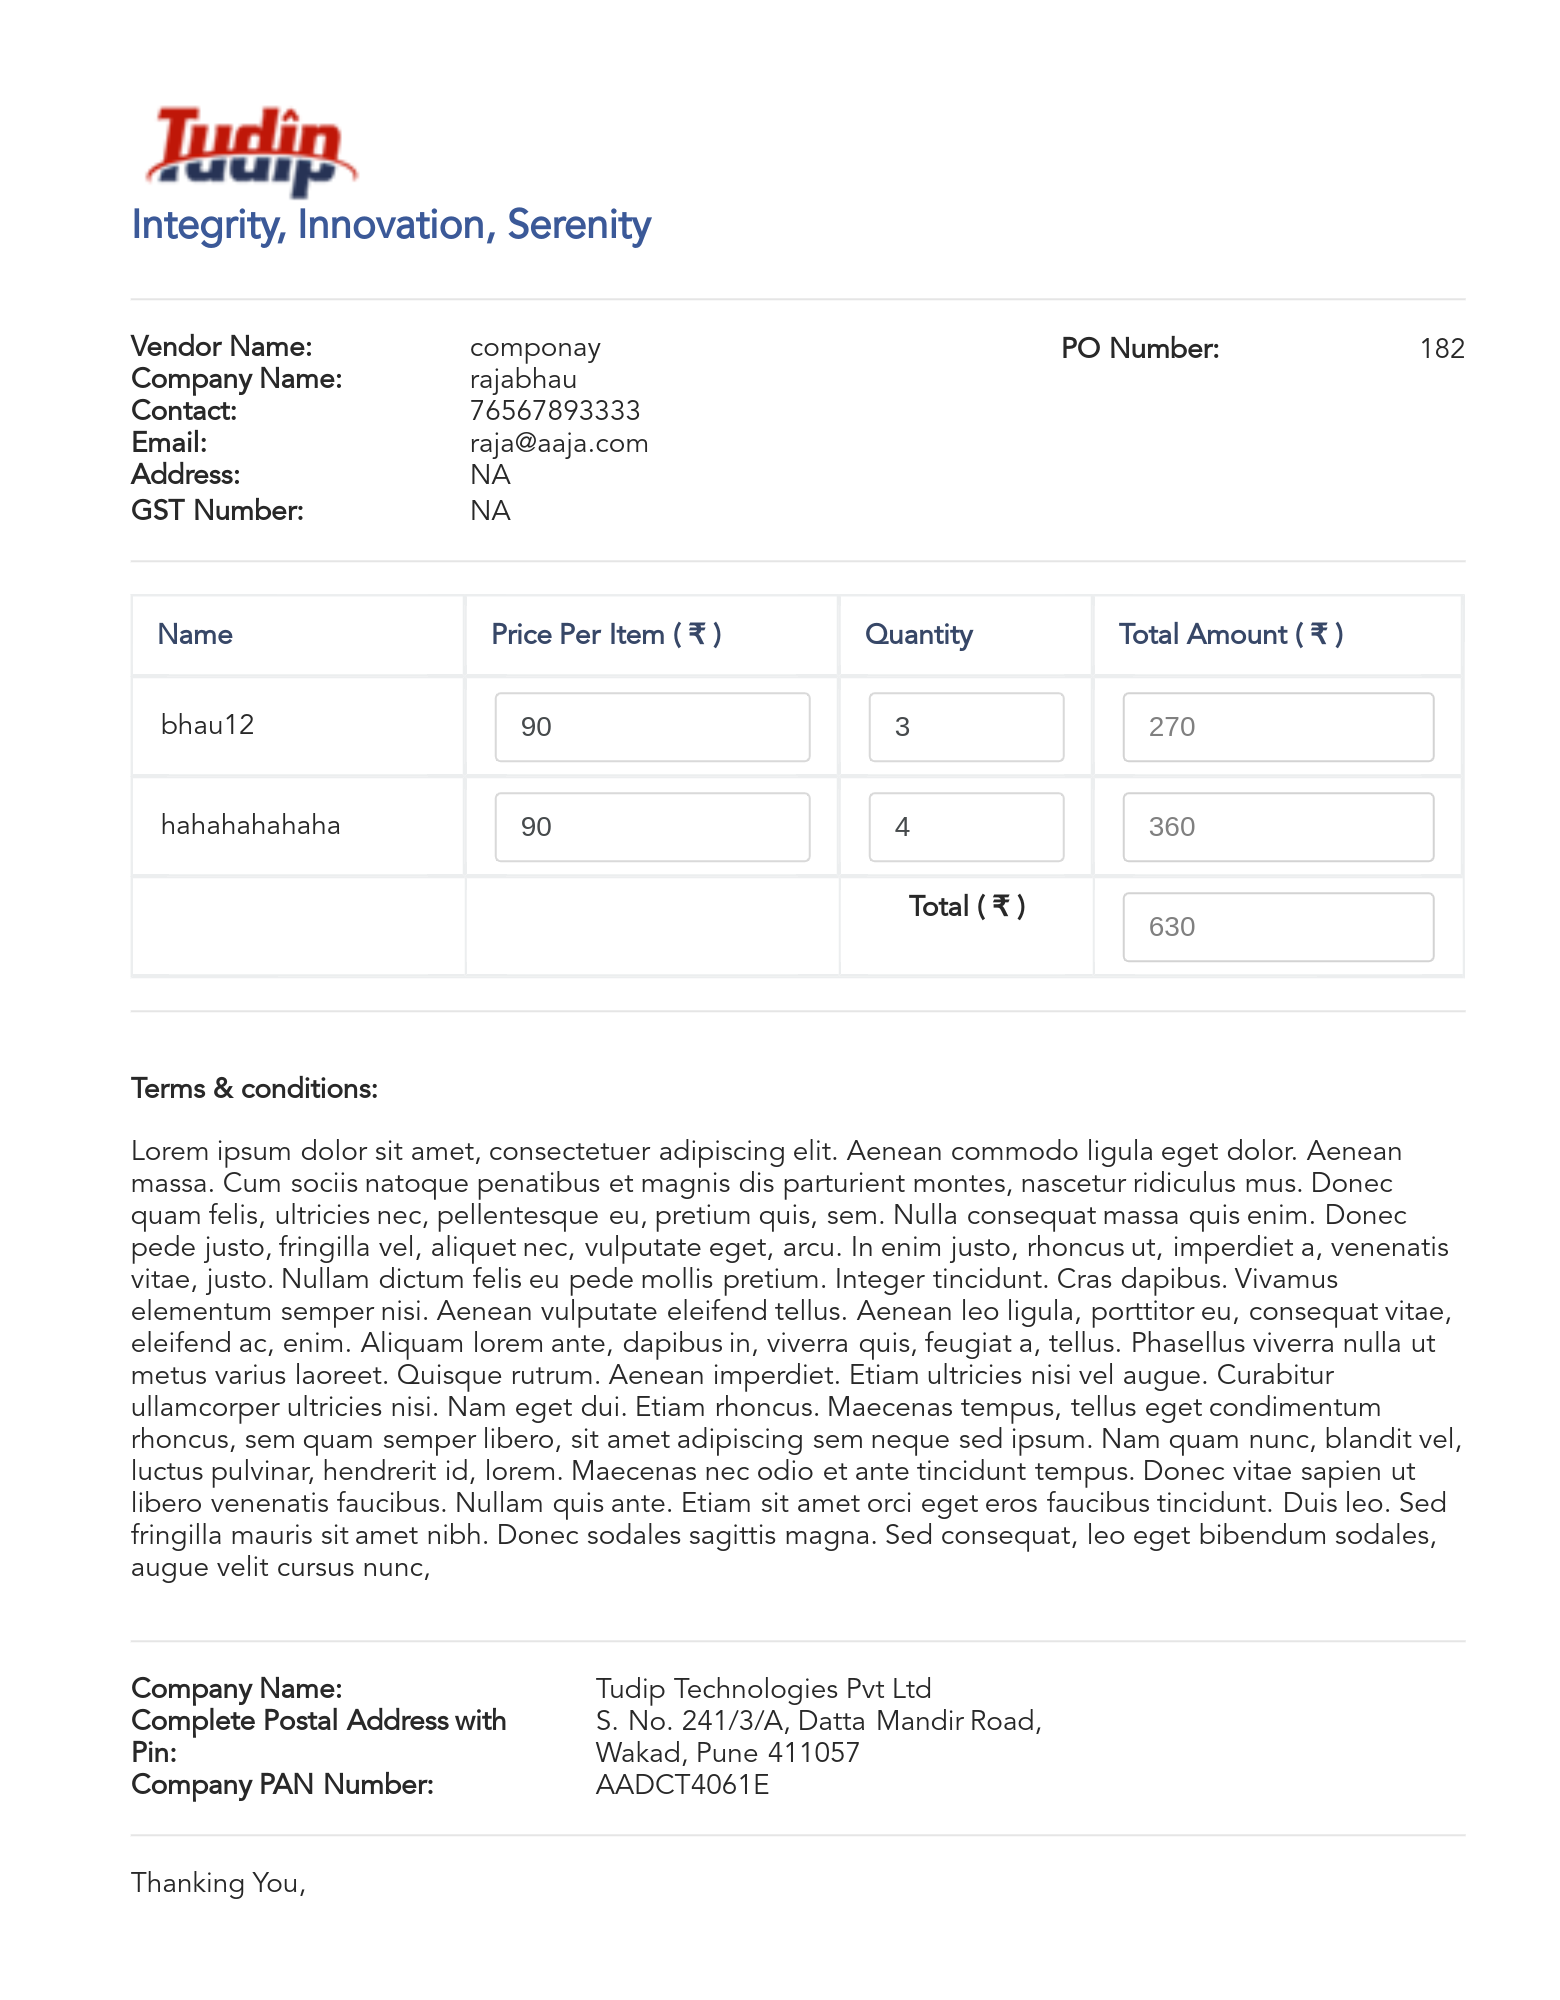 Tudip
Integrity, Innovation, Serenity
Vendor Name: componay
PO Number: 182
Company Name: rajabhau
Contact: 76567893333
Email: raja@aaja.com
Address: NA
GST Number: NA
Name Price Per Item ( ₹ ) Quantity Total Amount ( ₹ )
bhau12 90 3 270
hahahahahaha 90 4 360
Total ( ₹ ) 630
Terms & conditions:
Lorem ipsum dolor sit amet, consectetuer adipiscing elit. Aenean commodo ligula eget dolor. Aenean
massa. Cum sociis natoque penatibus et magnis dis parturient montes, nascetur ridiculus mus. Donec
quam felis, ultricies nec, pellentesque eu, pretium quis, sem. Nulla consequat massa quis enim. Donec
pede justo, fringilla vel, aliquet nec, vulputate eget, arcu. In enim justo, rhoncus ut, imperdiet a, venenatis
vitae, justo. Nullam dictum felis eu pede mollis pretium. Integer tincidunt. Cras dapibus. Vivamus
elementum semper nisi. Aenean vulputate eleifend tellus. Aenean leo ligula, porttitor eu, consequat vitae,
eleifend ac, enim. Aliquam lorem ante, dapibus in, viverra quis, feugiat a, tellus. Phasellus viverra nulla ut
metus varius laoreet. Quisque rutrum. Aenean imperdiet. Etiam ultricies nisi vel augue. Curabitur
ullamcorper ultricies nisi. Nam eget dui. Etiam rhoncus. Maecenas tempus, tellus eget condimentum
rhoncus, sem quam semper libero, sit amet adipiscing sem neque sed ipsum. Nam quam nunc, blandit vel,
luctus pulvinar, hendrerit id, lorem. Maecenas nec odio et ante tincidunt tempus. Donec vitae sapien ut
libero venenatis faucibus. Nullam quis ante. Etiam sit amet orci eget eros faucibus tincidunt. Duis leo. Sed
fringilla mauris sit amet nibh. Donec sodales sagittis magna. Sed consequat, leo eget bibendum sodales,
augue velit cursus nunc,
Company Name: Tudip Technologies Pvt Ltd
Complete Postal Address with S. No. 241/3/A, Datta Mandir Road,
Pin: Wakad, Pune 411057
Company PAN Number: AADCT4061E
Thanking You,